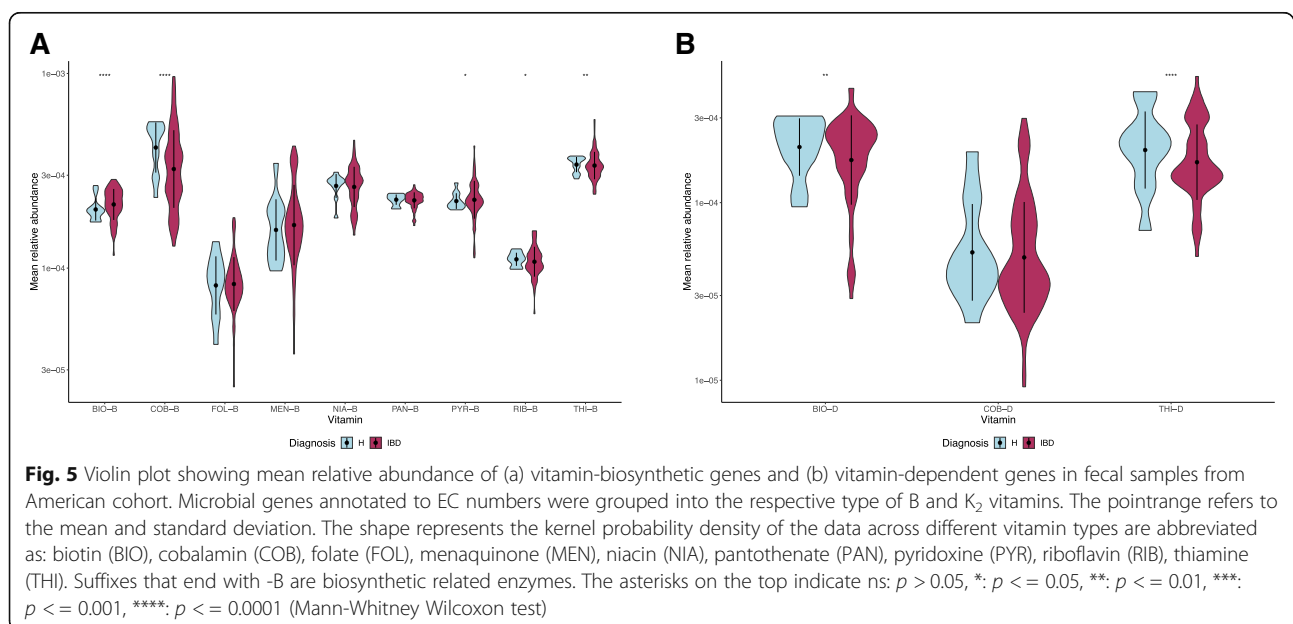 A
B
**** **** * * **
** ****
Mean relative abundance
1e−03
3e−04
1e−04
3e−05
BIO−B COB−B FOL−B MEN−B NIA−B PAN−B PYR−B RIB−B THI−B
Vitamin
Diagnosis H IBD
Mean relative abundance
3e−04
1e−04
3e−05
1e−05
BIO−D COB−D THI−D
Vitamin
Diagnosis H IBD
Fig. 5 Violin plot showing mean relative abundance of (a) vitamin-biosynthetic genes and (b) vitamin-dependent genes in fecal samples from
American cohort. Microbial genes annotated to EC numbers were grouped into the respective type of B and K2 vitamins. The pointrange refers to
the mean and standard deviation. The shape represents the kernel probability density of the data across different vitamin types are abbreviated
as: biotin (BIO), cobalamin (COB), folate (FOL), menaquinone (MEN), niacin (NIA), pantothenate (PAN), pyridoxine (PYR), riboflavin (RIB), thiamine
(THI). Suffixes that end with -B are biosynthetic related enzymes. The asterisks on the top indicate ns: p > 0.05, *: p < = 0.05, **: p < = 0.01, ***:
p < = 0.001, ****: p < = 0.0001 (Mann-Whitney Wilcoxon test)